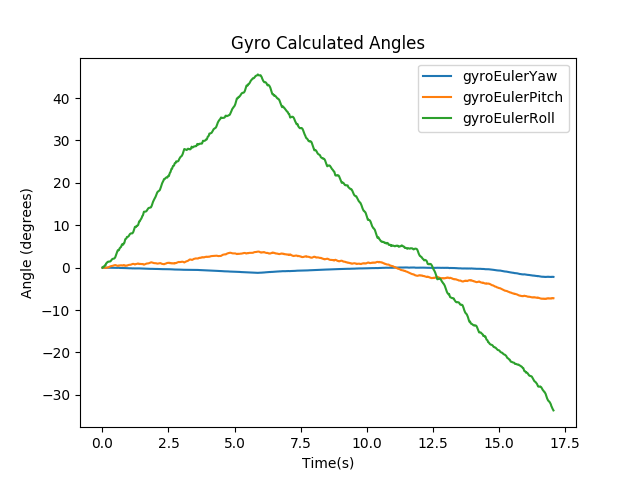 Gyro Calculated Angles
gyroEulerYaw
gyroEulerPitch
gyroEulerRoll
Angle (degrees)
40
30
20
10
0
−10
−20
−30
0.0 2.5 5.0 7.5 10.0 12.5 15.0 17.5
Time(s)